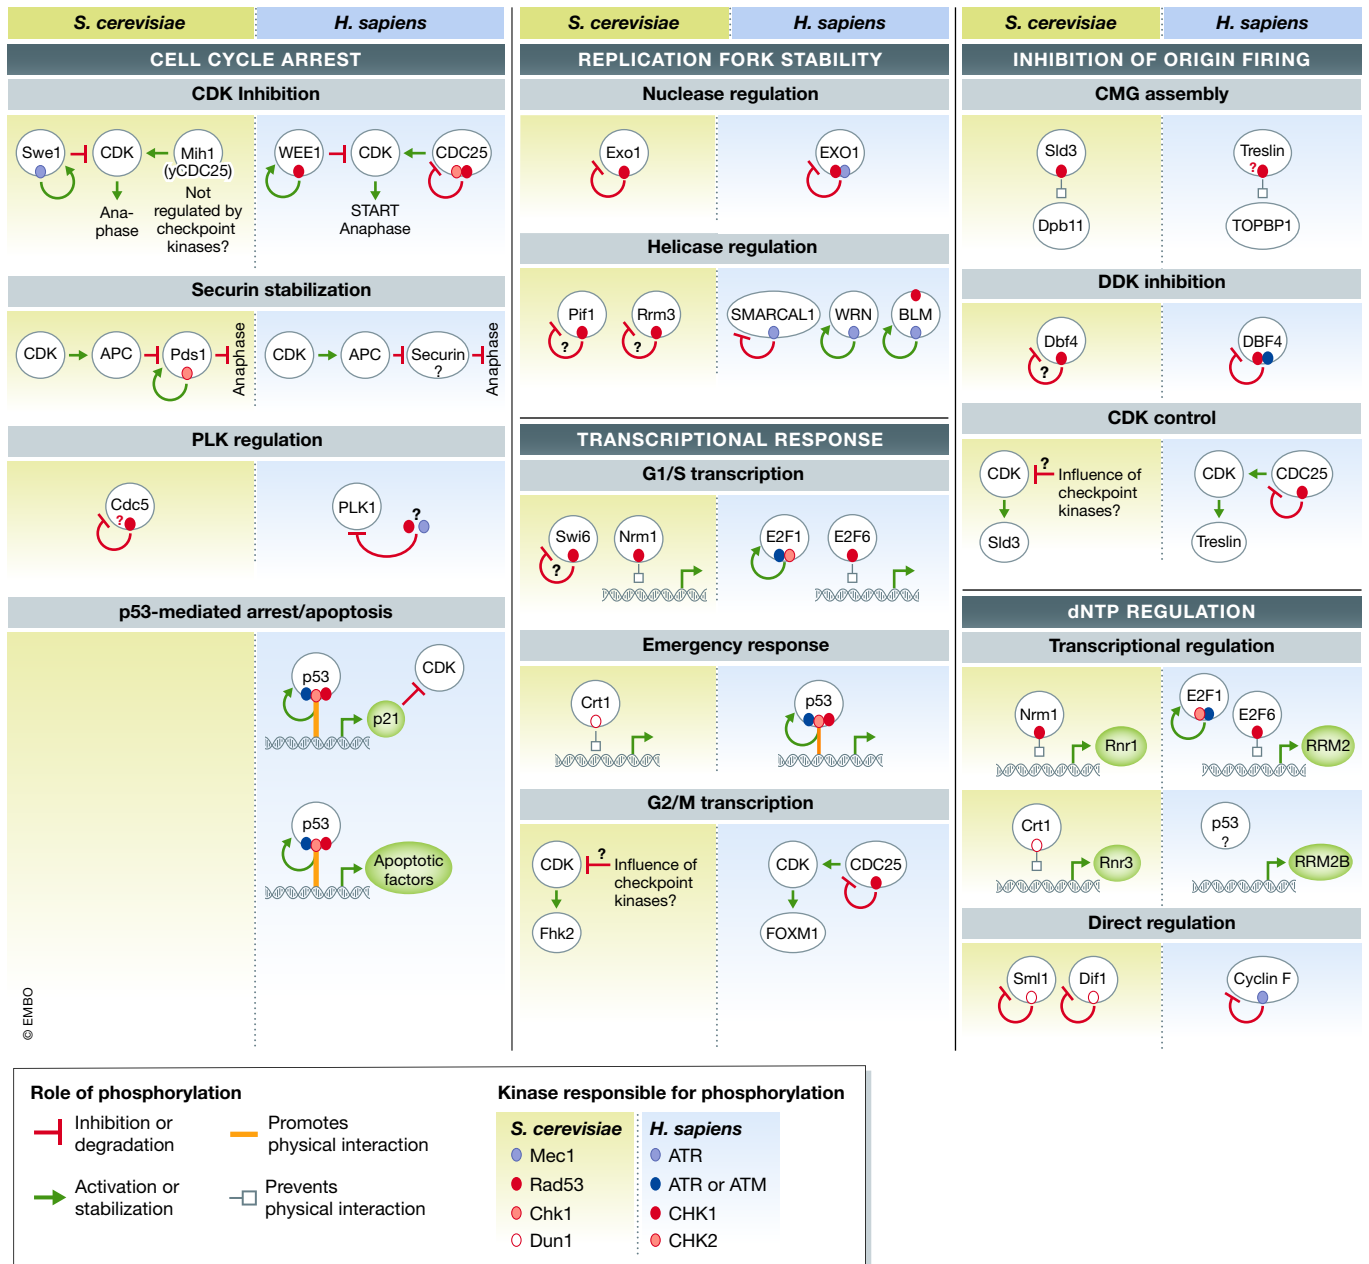 S. cerevisiae
H. sapiens
CELL CYCLE ARREST
CDK Inhibition
Swe1
CDK
Mih1
(yCDC25)
Ana-
phase
Not
regulated by
checkpoint
kinases?
WEE1
CDK
CDC25
START
Anaphase
Securin stabilization
CDK
APC
Pds1
Anaphase
CDK
APC
Securin
?
Anaphase
PLK regulation
Cdc5
?
PLK1
?
p53-mediated arrest/apoptosis
p53
p21
CDK
p53
Apoptotic
factors
© EMBO
S. cerevisiae
H. sapiens
REPLICATION FORK STABILITY
Nuclease regulation
Exo1
EXO1
Helicase regulation
Pif1
?
Rrm3
?
SMARCAL1
WRN
BLM
TRANSCRIPTIONAL RESPONSE
G1/S transcription
Swi6
?
Nrm1
E2F1
E2F6
Emergency response
Crt1
p53
G2/M transcription
CDK
?
Influence of
checkpoint
kinases?
Fhk2
CDK
CDC25
FOXM1
S. cerevisiae
H. sapiens
INHIBITION OF ORIGIN FIRING
CMG assembly
Sld3
Dpb11
Treslin
?
TOPBP1
DDK inhibition
Dbf4
?
DBF4
CDK control
CDK
?
Influence of
checkpoint
kinases?
Sld3
CDK
CDC25
Treslin
dNTP REGULATION
Transcriptional regulation
Nrm1
Rnr1
E2F1
E2F6
RRM2
Crt1
Rnr3
p53
?
RRM2B
Direct regulation
Sml1
Dif1
Cyclin F
Role of phosphorylation
Inhibition or
degradation
Promotes
physical interaction
Activation or
stabilization
Prevents
physical interaction
Kinase responsible for phosphorylation
S. cerevisiae
H. sapiens
Mec1
ATR
Rad53
ATR or ATM
Chk1
CHK1
Dun1
CHK2